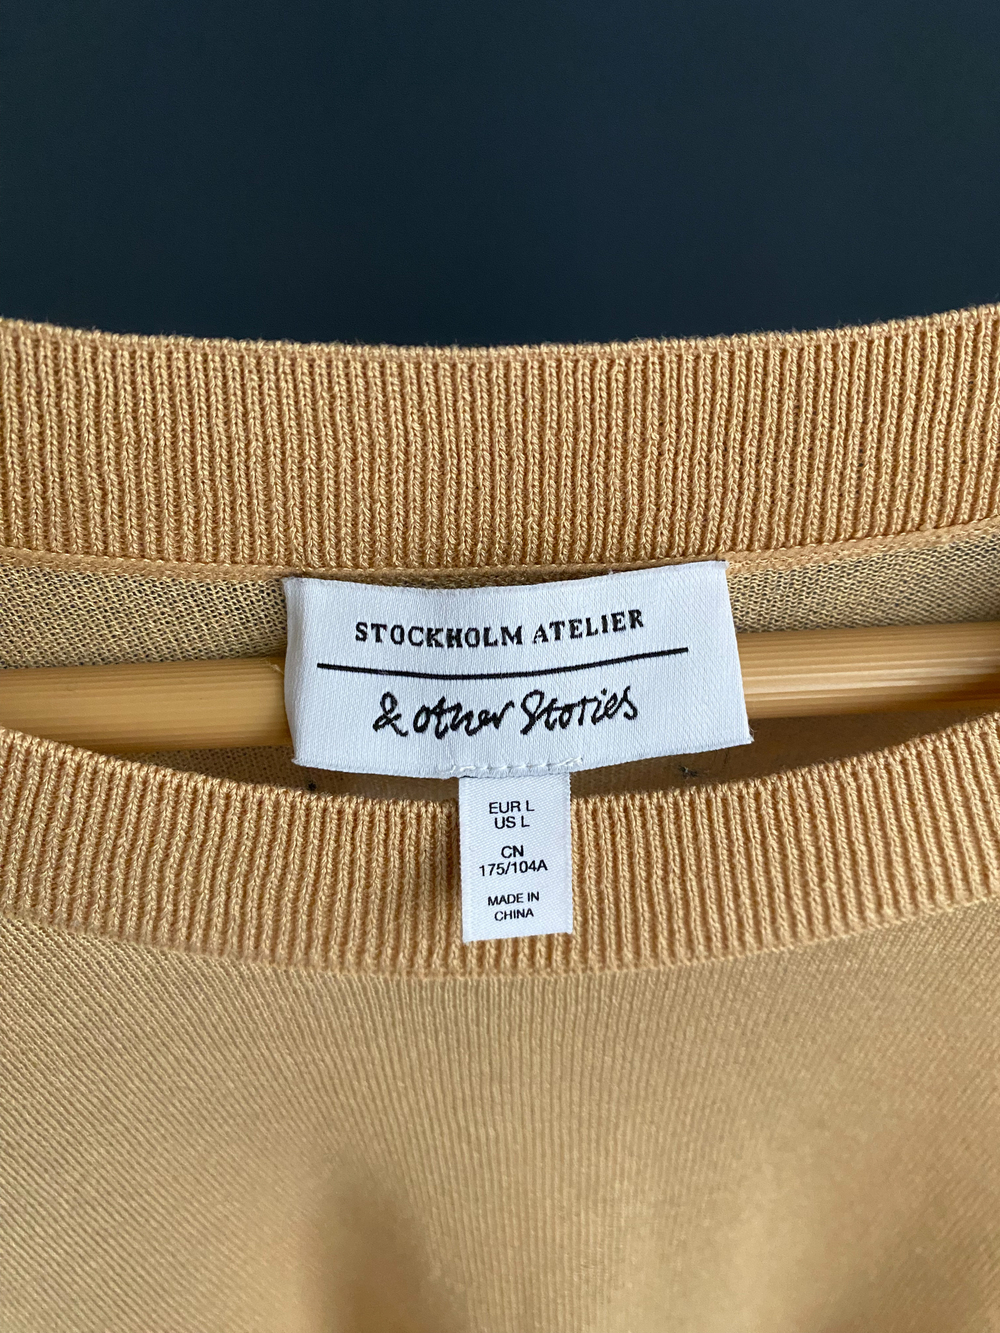 STOCKHOLM ATELIER
& other Stories
EUR L
US L
CN
175/104A
MADE IN
CHINA